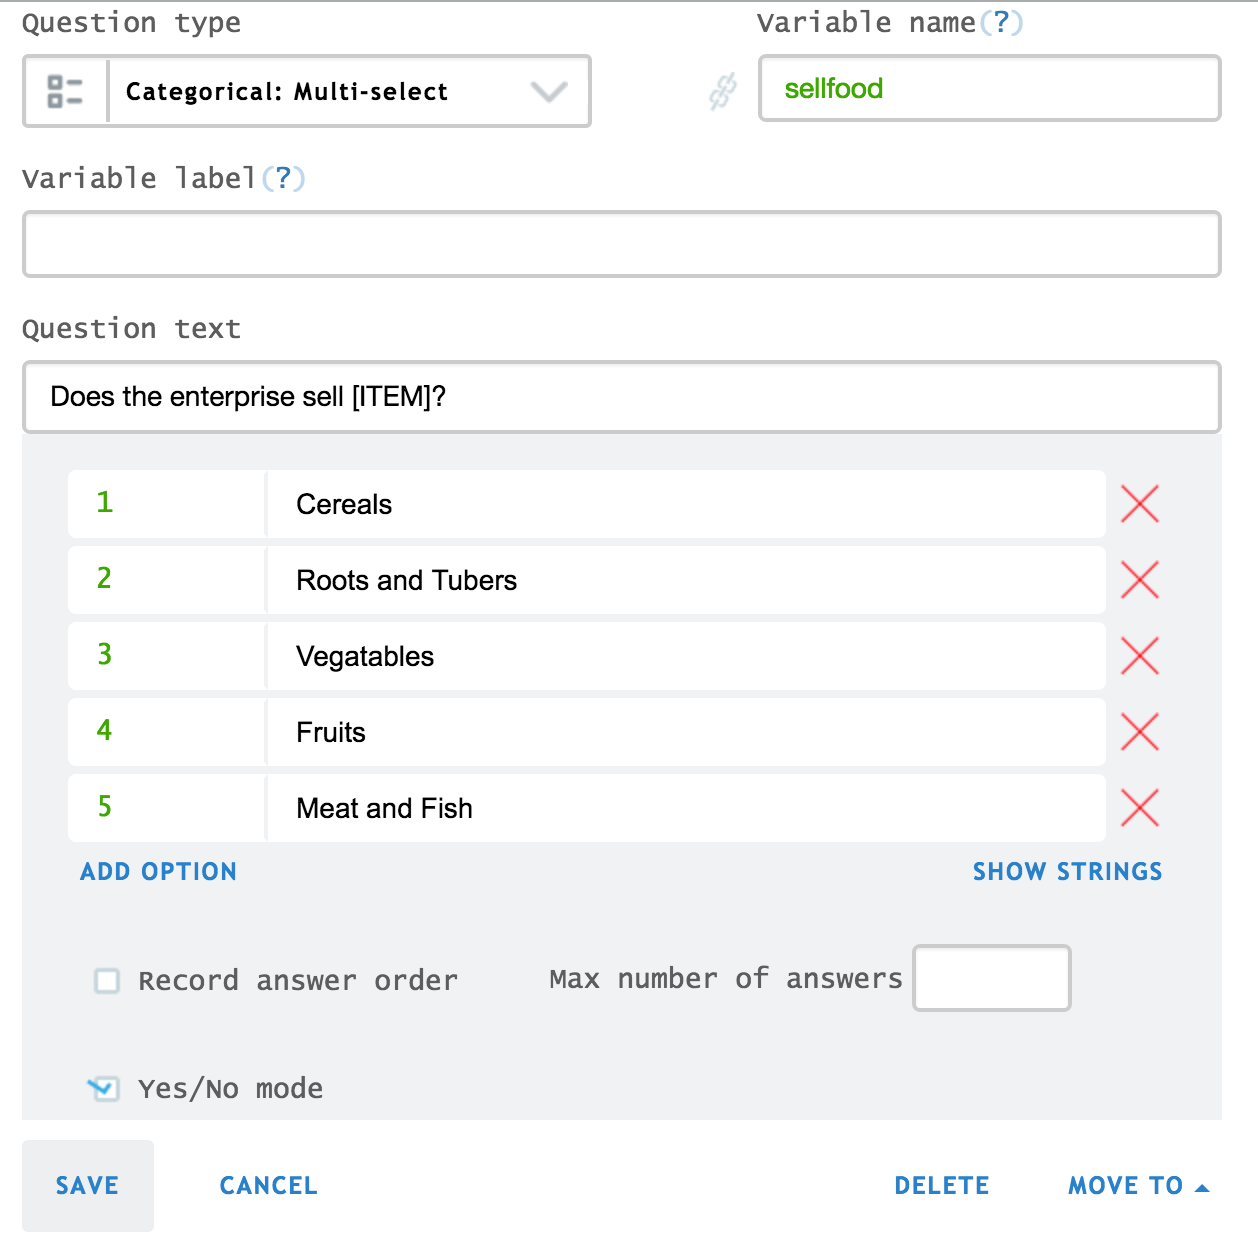 Question type
Variable name(?)
Categorical: Multi-select
sellfood
Variable label(?)
Question text
Does the enterprise sell [ITEM]?
1 Cereals
2 Roots and Tubers
3 Vegatables
4 Fruits
5 Meat and Fish
ADD OPTION
SHOW STRINGS
Record answer order
Max number of answers
Yes/No mode
SAVE
CANCEL
DELETE
MOVE TO